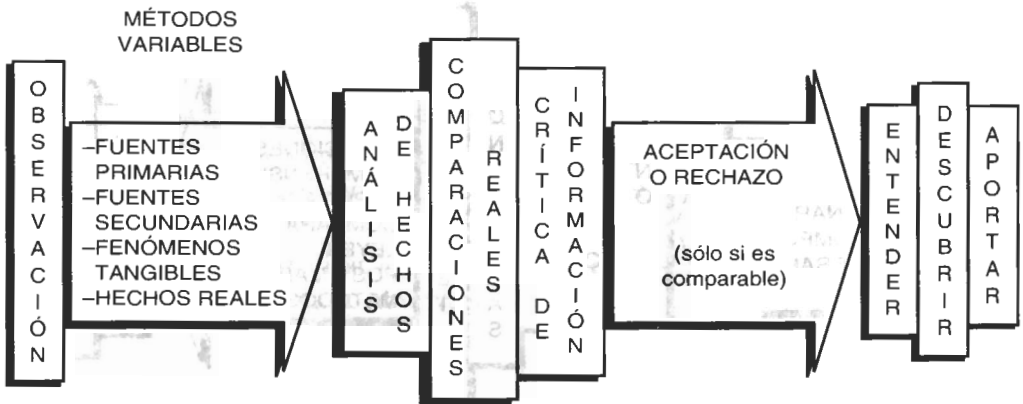 MÉTODOS
VARIABLES
OBSERVACIÓN
–FUENTES
PRIMARIAS
–FUENTES
SECUNDARIAS
–FENÓMENOS
TANGIBLES
–HECHOS REALES
ANÁLISIS
DE HECHOS
COMPARACIONES
REALES
CRÍTICA DE
INFORMACIÓN
ACEPTACIÓN
O RECHAZO
(sólo si es
comparable)
ENTENDER
DESCUBRIR
APORTAR